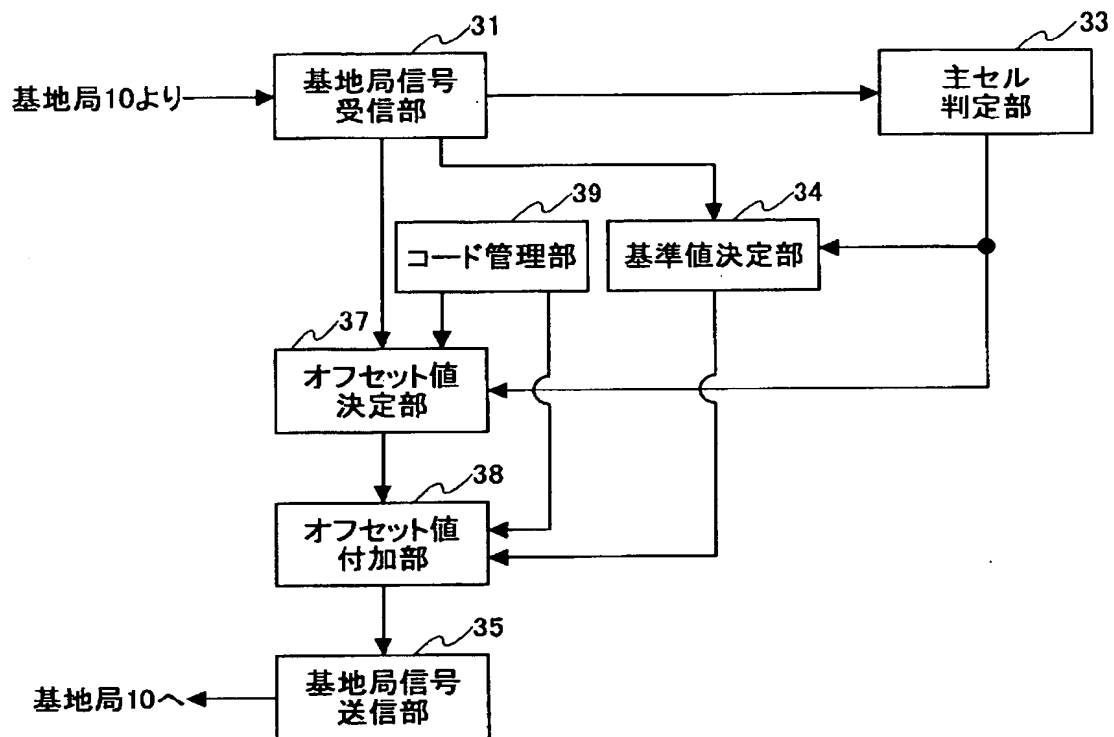 31
33
基地局10より
基地局信号
受信部
主セル
判定部
39
34
コード管理部
基準値決定部
37
オフセット値
決定部
38
オフセット値
付加部
35
基地局10へ
基地局信号
送信部